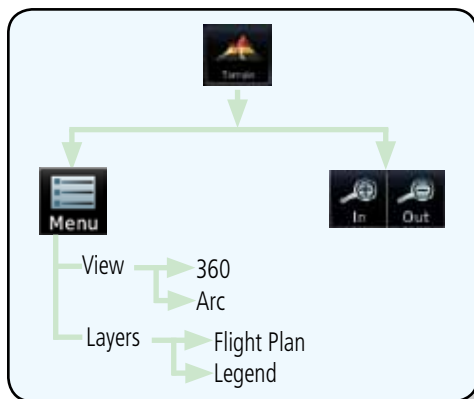 Terrain
Menu
In Out
View
360
Arc
Layers
Flight Plan
Legend